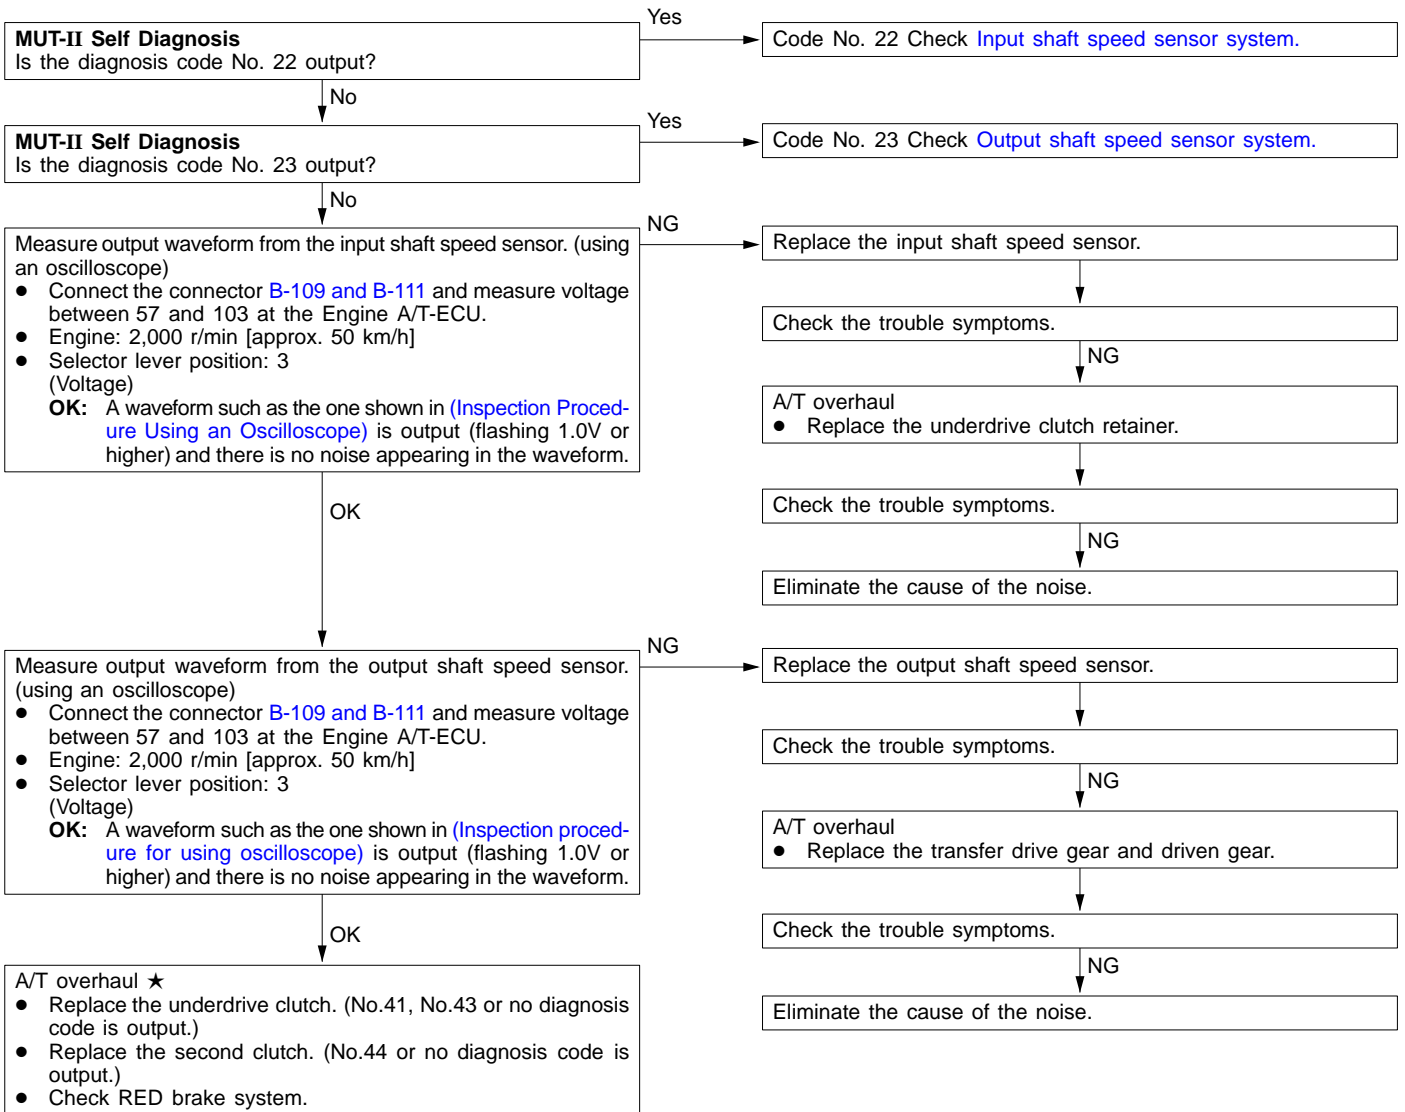 MUT-II Self Diagnosis
Is the diagnosis code No. 22 output?
Yes
Code No. 22 Check Input shaft speed sensor system.
No
MUT-II Self Diagnosis
Is the diagnosis code No. 23 output?
Yes
Code No. 23 Check Output shaft speed sensor system.
No
Measure output waveform from the input shaft speed sensor. (using
an oscilloscope)
● Connect the connector B-109 and B-111 and measure voltage
between 57 and 103 at the Engine A/T-ECU.
● Engine: 2,000 r/min [approx. 50 km/h]
● Selector lever position: 3
(Voltage)
OK: A waveform such as the one shown in (Inspection Proced-
ure Using an Oscilloscope) is output (flashing 1.0V or
higher) and there is no noise appearing in the waveform.
NG
Replace the input shaft speed sensor.
Check the trouble symptoms.
NG
A/T overhaul
● Replace the underdrive clutch retainer.
Check the trouble symptoms.
NG
Eliminate the cause of the noise.
OK
Measure output waveform from the output shaft speed sensor.
(using an oscilloscope)
● Connect the connector B-109 and B-111 and measure voltage
between 57 and 103 at the Engine A/T-ECU.
● Engine: 2,000 r/min [approx. 50 km/h]
● Selector lever position: 3
(Voltage)
OK: A waveform such as the one shown in (Inspection proced-
ure for using oscilloscope) is output (flashing 1.0V or
higher) and there is no noise appearing in the waveform.
NG
Replace the output shaft speed sensor.
Check the trouble symptoms.
NG
A/T overhaul
● Replace the transfer drive gear and driven gear.
Check the trouble symptoms.
NG
Eliminate the cause of the noise.
OK
A/T overhaul ★
● Replace the underdrive clutch. (No.41, No.43 or no diagnosis
code is output.)
● Replace the second clutch. (No.44 or no diagnosis code is
output.)
● Check RED brake system.